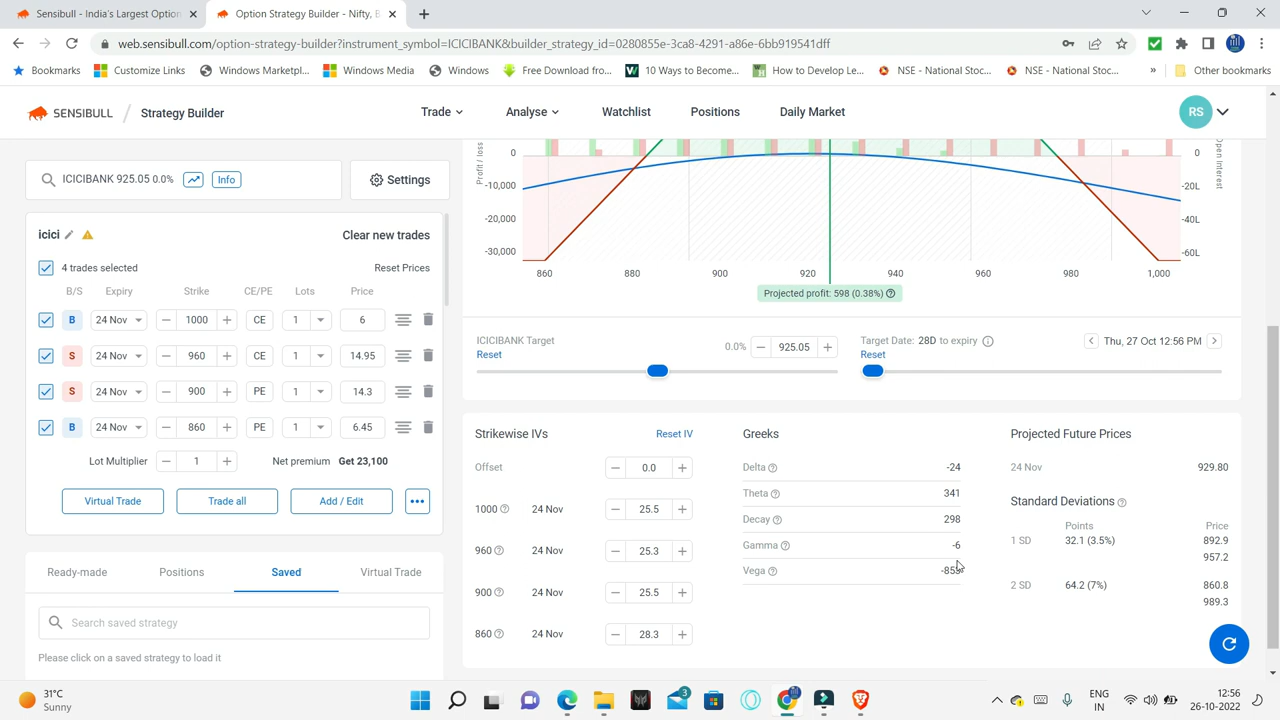 Sensibull - India's Largest Option
Option Strategy Builder - Nifty, B
web.sensibull.com/option-strategy-builder?instrument_symbol=ICICIBANK&builder_strategy_id=0280855e-3ca8-4291-a86e-6bb919541dff
Bookmarks Customize Links Windows Marketpl... Windows Media Windows Free Download fro... 10 Ways to Become... How to Develop Le... NSE - National Stoc... NSE - National Stoc... » Other bookmarks
SENSIBULL / Strategy Builder
Trade Analyse Watchlist Positions Daily Market RS
ICICIBANK 925.05 0.0% Info Settings
icici Clear new trades
4 trades selected Reset Prices
B/S Expiry Strike CE/PE Lots Price
B 24 Nov 1000 CE 1 6
S 24 Nov 960 CE 1 14.95
S 24 Nov 900 PE 1 14.3
B 24 Nov 860 PE 1 6.45
Lot Multiplier 1 Net premium Get 23,100
Virtual Trade Trade all Add / Edit
Ready-made Positions Saved Virtual Trade
Search saved strategy
Please click on a saved strategy to load it
Profit / loss
0
-10,000
-20,000
-30,000
Open Interest
0
-20L
-40L
-60L
860 880 900 920 940 960 980 1,000
Projected profit: 598 (0.38%)
ICICIBANK Target 0.0% 925.05
Reset
Target Date: 28D to expiry Thu, 27 Oct 12:56 PM
Reset
Strikewise IVs Reset IV
Offset 0.0
1000 24 Nov 25.5
960 24 Nov 25.3
900 24 Nov 25.5
860 24 Nov 28.3
Greeks
Delta -24
Theta 341
Decay 298
Gamma -6
Vega
Projected Future Prices
24 Nov 929.80
Standard Deviations
Points Price
1 SD 32.1 (3.5%) 892.9
957.2
2 SD 64.2 (7%) 860.8
989.3
31°C
Sunny
3
ENG
IN
12:56
26-10-2022